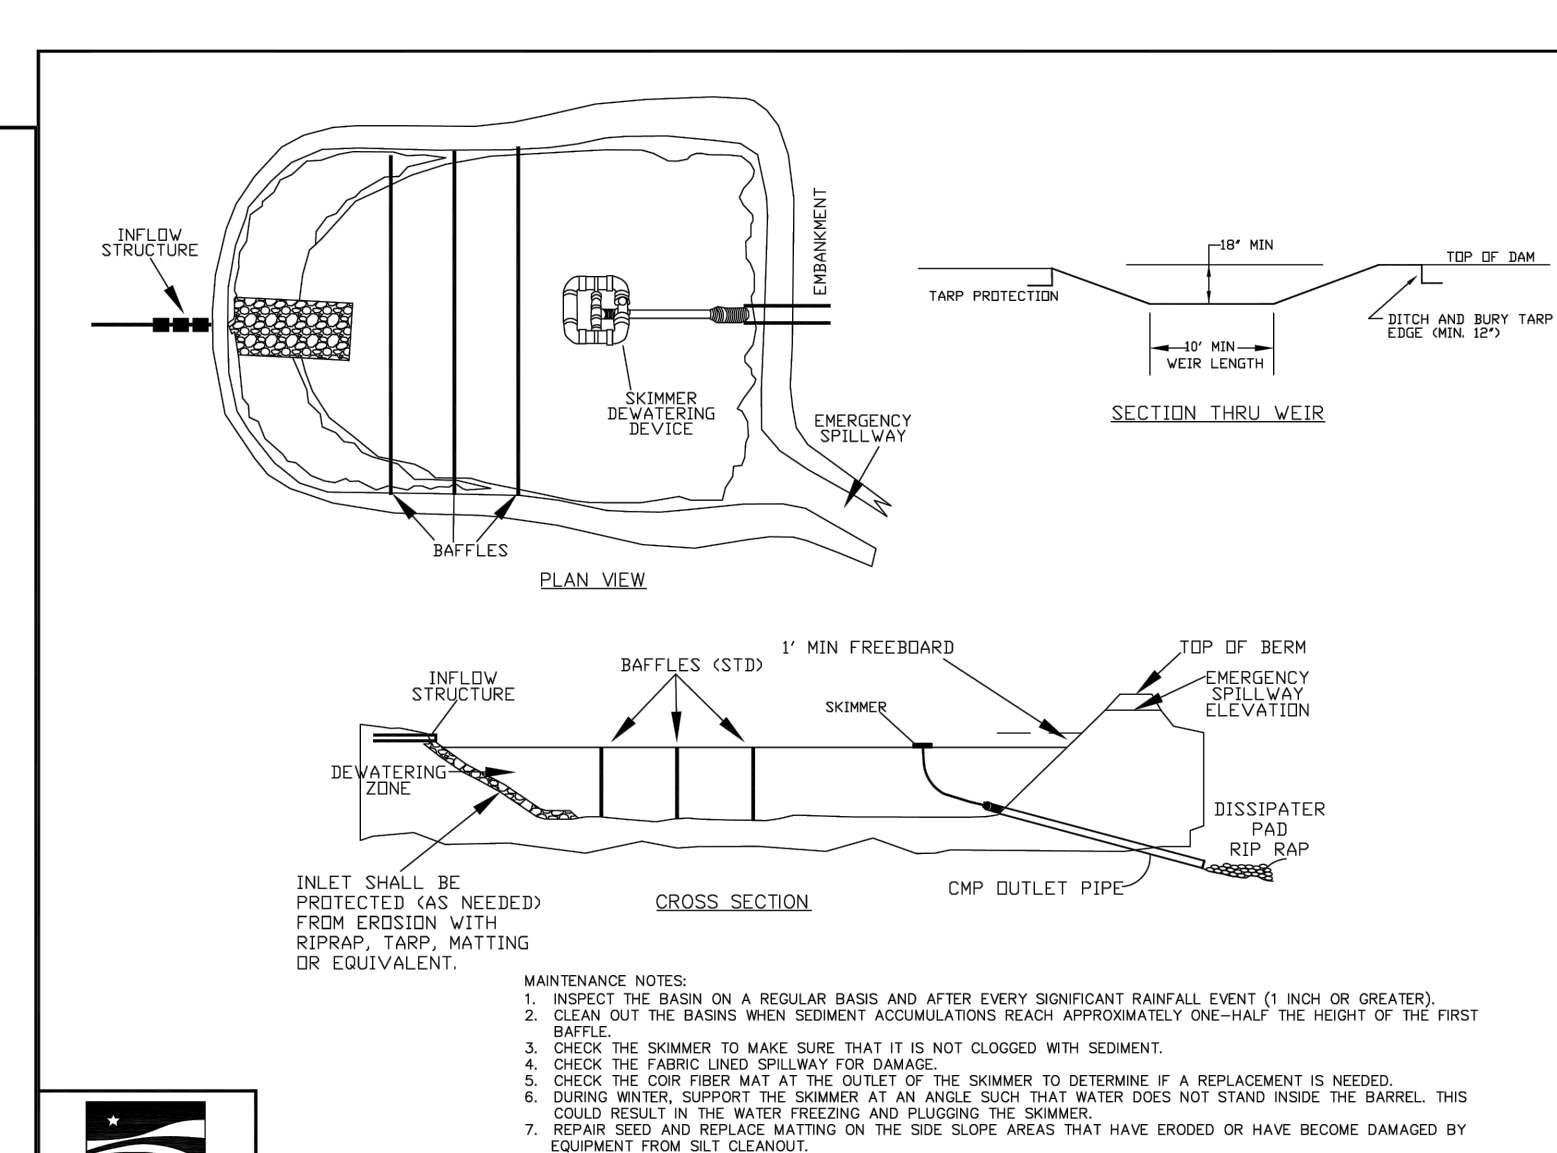 INFLOW
STRUCTURE
EMBANKMENT
SKIMMER
DEWATERING
DEVICE
EMERGENCY
SPILLWAY
BAFFLES
PLAN VIEW
18" MIN
TOP OF DAM
TARP PROTECTION
DITCH AND BURY TARP
EDGE (MIN. 12")
10' MIN
WEIR LENGTH
SECTION THRU WEIR
1' MIN FREEBOARD
TOP OF BERM
BAFFLES (STD)
INFLOW
STRUCTURE
EMERGENCY
SPILLWAY
ELEVATION
SKIMMER
DEWATERING
ZONE
DISSIPATER
PAD
RIP RAP
CMP OUTLET PIPE
INLET SHALL BE
PROTECTED (AS NEEDED)
FROM EROSION WITH
RIPRAP, TARP, MATTING
OR EQUIVALENT.
CROSS SECTION
MAINTENANCE NOTES:
1. INSPECT THE BASIN ON A REGULAR BASIS AND AFTER EVERY SIGNIFICANT RAINFALL EVENT (1 INCH OR GREATER).
2. CLEAN OUT THE BASINS WHEN SEDIMENT ACCUMULATIONS REACH APPROXIMATELY ONE-HALF THE HEIGHT OF THE FIRST
BAFFLE.
3. CHECK THE SKIMMER TO MAKE SURE THAT IT IS NOT CLOGGED WITH SEDIMENT.
4. CHECK THE FABRIC LINED SPILLWAY FOR DAMAGE.
5. CHECK THE COIR FIBER MAT AT THE OUTLET OF THE SKIMMER TO DETERMINE IF A REPLACEMENT IS NEEDED.
6. DURING WINTER, SUPPORT THE SKIMMER AT AN ANGLE SUCH THAT WATER DOES NOT STAND INSIDE THE BARREL. THIS
COULD RESULT IN THE WATER FREEZING AND PLUGGING THE SKIMMER.
7. REPAIR SEED AND REPLACE MATTING ON THE SIDE SLOPE AREAS THAT HAVE ERODED OR HAVE BECOME DAMAGED BY
EQUIPMENT FROM SILT CLEANOUT.